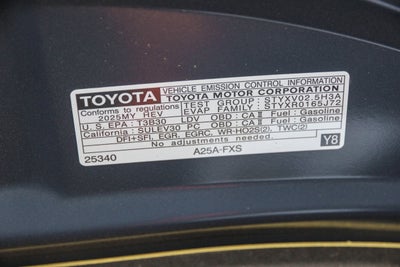 TOYOTA VEHICLE EMISSION CONTROL INFORMATION
TOYOTA MOTOR CORPORATION
Conforms to regulations TEST GROUP : STYXV02.5H3A
2025MY HEV EVAP FAMILY : STYXR0165J72
U.S. EPA : T3B30 LDV OBD : CA II Fuel : Gasoline
California : SULEV30 PC OBD : CA II Fuel : Gasoline
DFI+SFI, EGR, EGRC, WR-HO2S(2), TWC(2)
No adjustments needed.
25340 A25A-FXS Y8